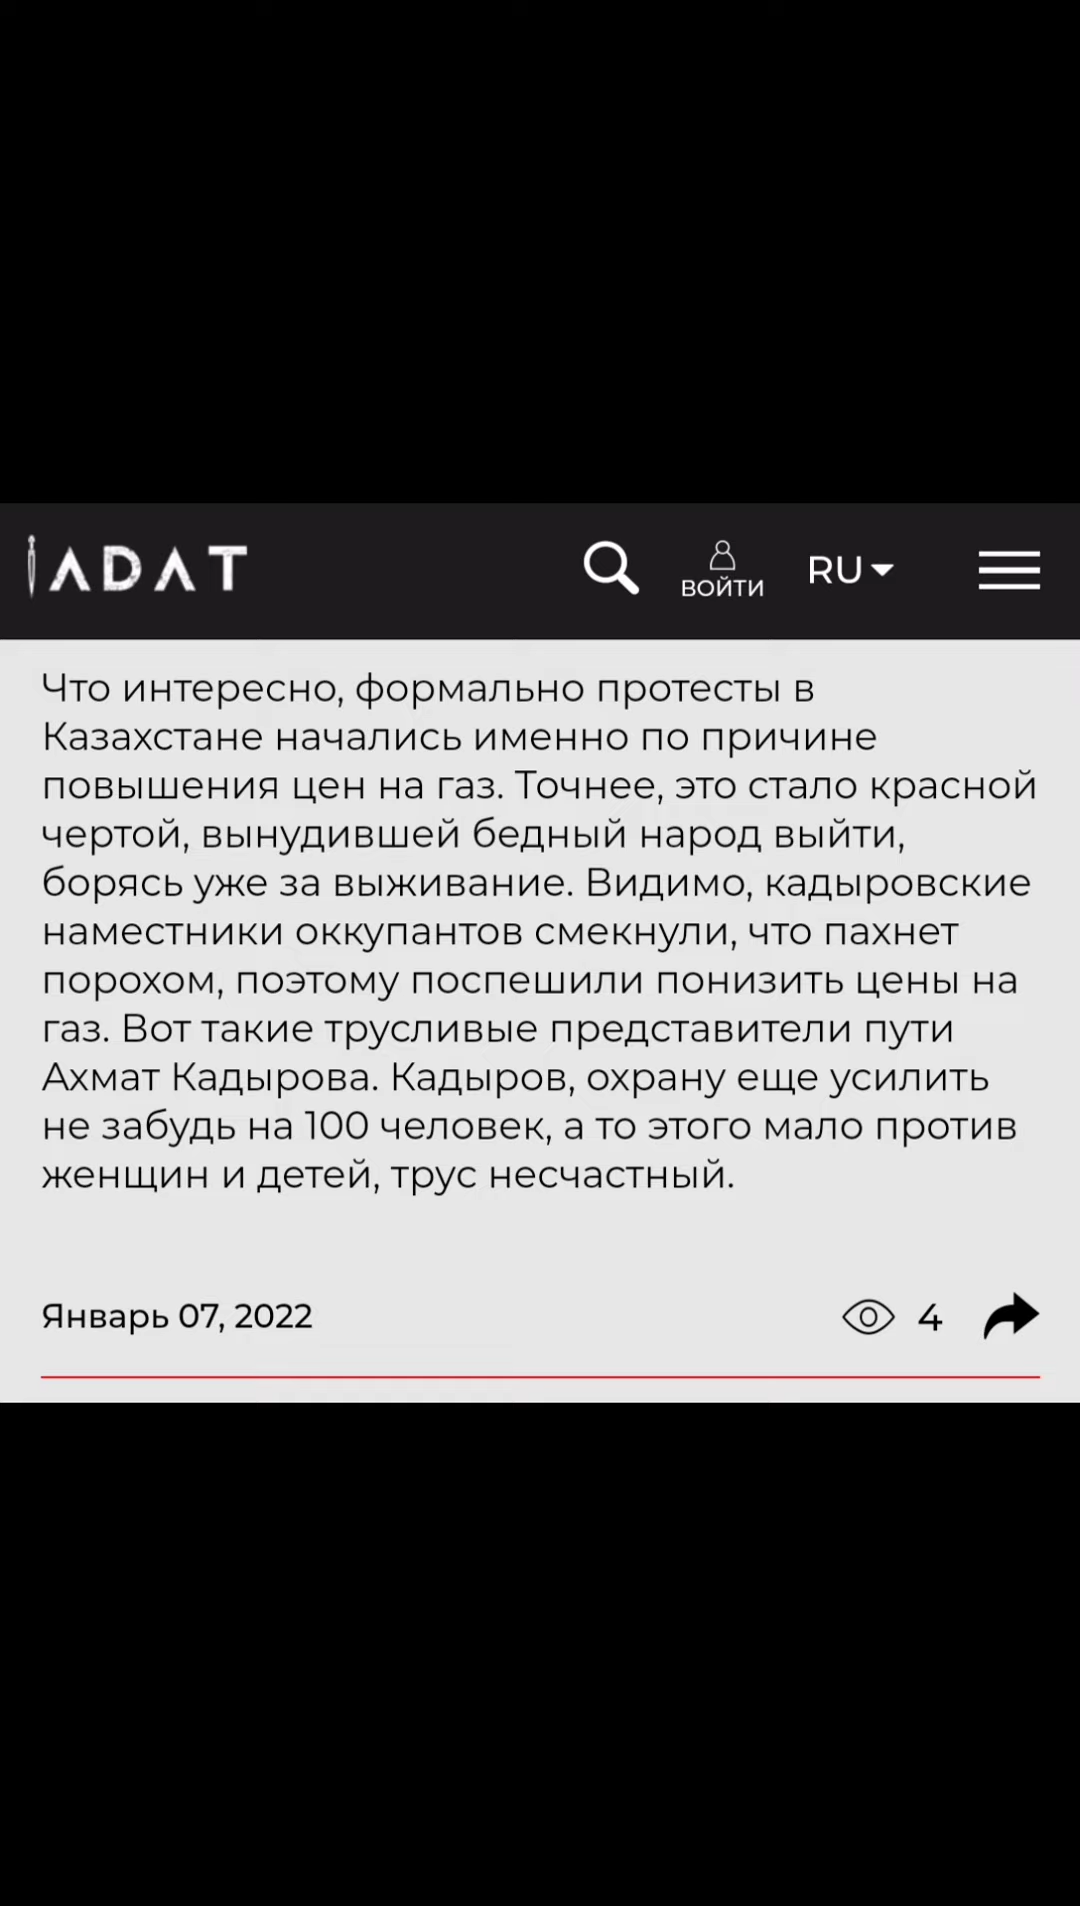 ADAT
ВОЙТИ
RU
Что интересно, формально протесты в
Казахстане начались именно по причине
повышения цен на газ. Точнее, это стало красной
чертой, вынудившей бедный народ выйти,
борясь уже за выживание. Видимо, кадыровские
наместники оккупантов смекнули, что пахнет
порохом, поэтому поспешили понизить цены на
газ. Вот такие трусливые представители пути
Ахмат Кадырова. Кадыров, охрану еще усилить
не забудь на 100 человек, а то этого мало против
женщин и детей, трус несчастный.
Январь 07, 2022
4